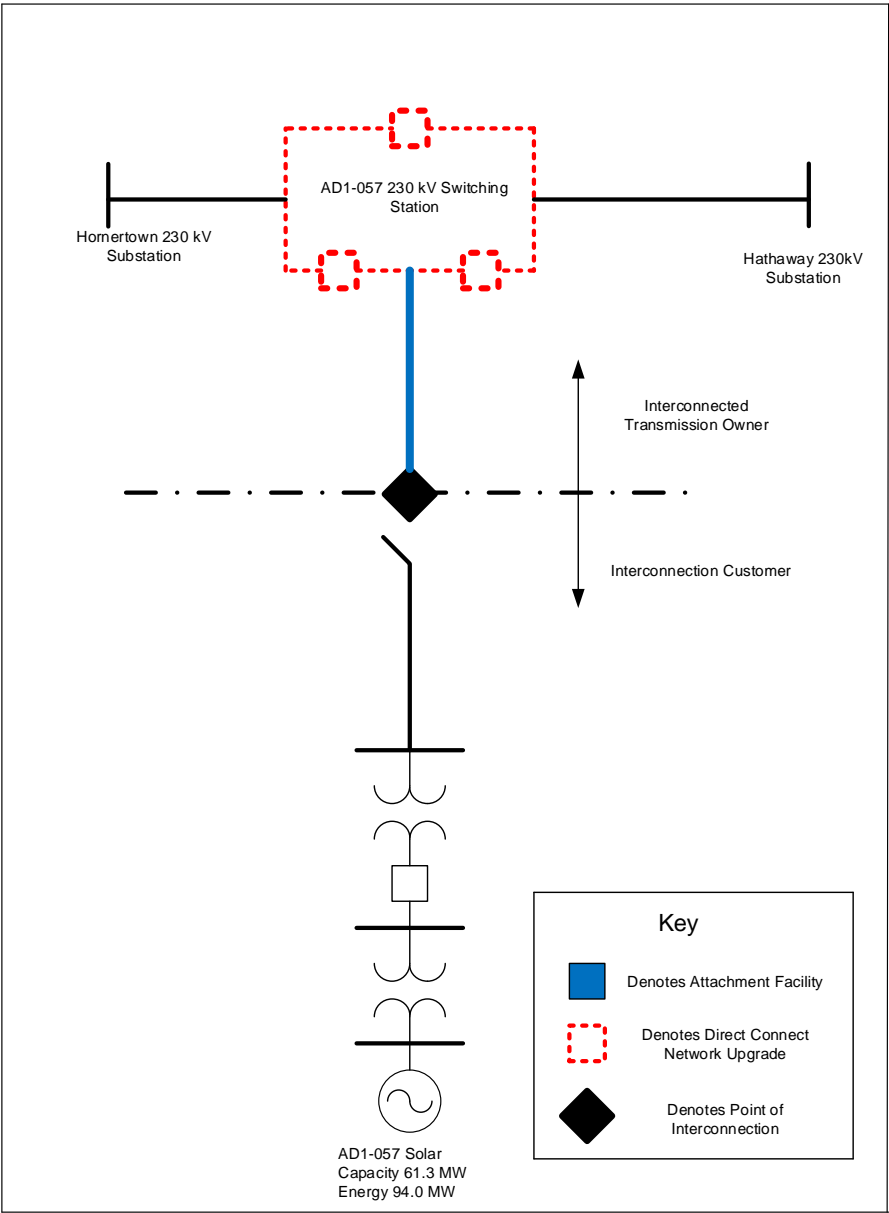 AD1-057 230 kV Switching
Station
Hornertown 230 kV
Substation
Hathaway 230kV
Substation
Interconnected
Transmission Owner
Interconnection Customer
Key
Denotes Attachment Facility
Denotes Direct Connect
Network Upgrade
Denotes Point of
Interconnection
AD1-057 Solar
Capacity 61.3 MW
Energy 94.0 MW